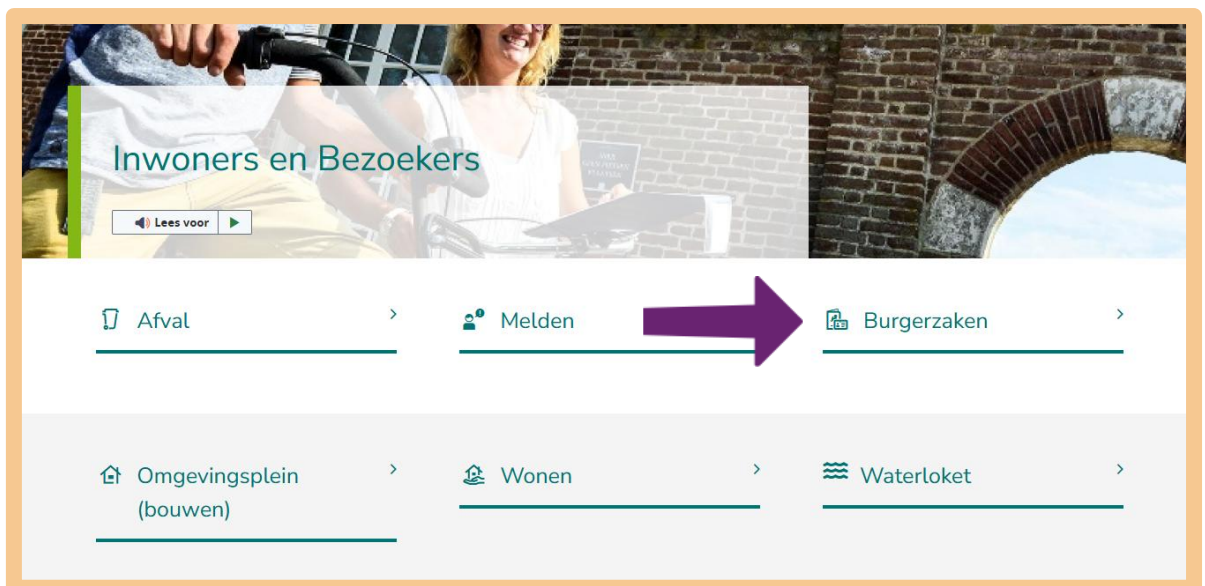 Inwoners en Bezoekers
Lees voor
Afval
Melden
Burgerzaken
Omgevingsplein
(bouwen)
Wonen
Waterloket